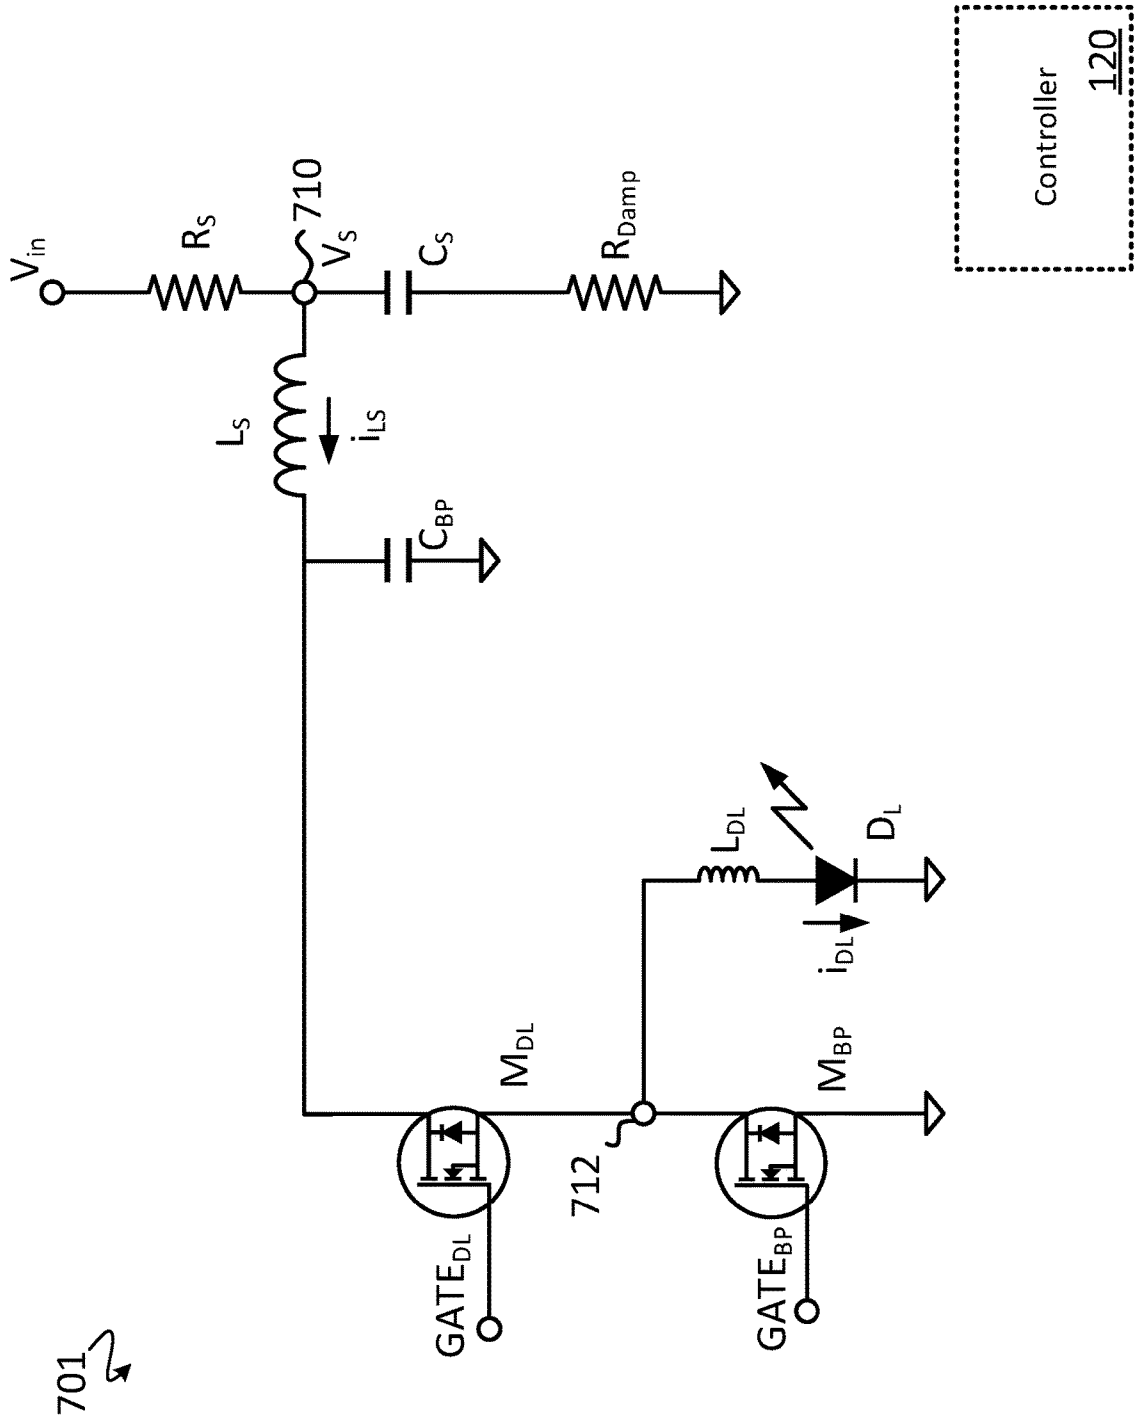 701
Vin
RS
710
VS
CS
RDamp
LS
iLS
CBP
MDL
GATEDL
712
LDL
DL
iDL
MBP
GATEBP
Controller
120